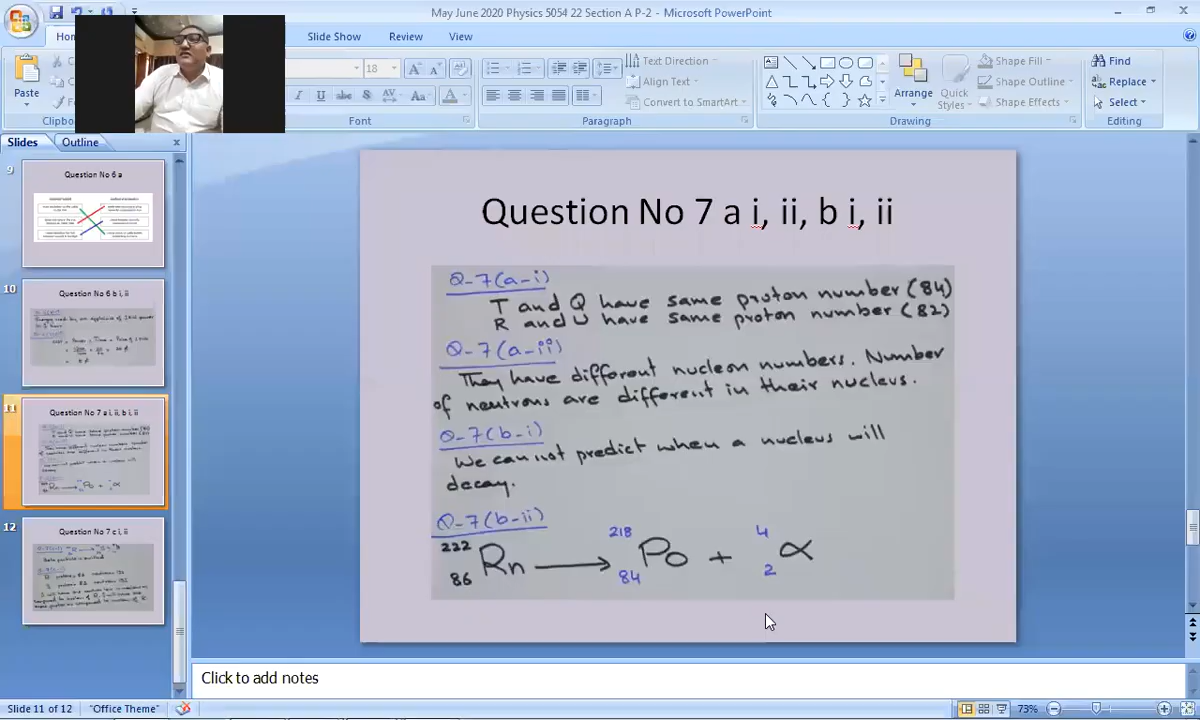 May June 2020 Physics 5054 22 Section A P-2 - Microsoft PowerPoint
Slide Show Review View
Paste
18
Text Direction
Align Text
Convert to SmartArt
Arrange
Quick Styles
Shape Fill
Shape Outline
Shape Effects
Find
Replace
Select
Font
Paragraph
Drawing
Editing
Slides Outline
9
Question No 6 a
10
Question No 6 b i, ii
11
Question No 7 a i, ii, b i, ii
12
Question No 7 c i, ii
Question No 7 a i, ii, b i, ii
Q-7(a-i)
T and Q have same proton number (84)
R and U have same proton number (82)
Q-7(a-ii)
They have different nucleon numbers. Number
of neutrons are different in their nucleus.
Q-7(b-i)
We can not predict when a nucleus will
decay.
Q-7(b-ii)
222 218 4
Rn → Po + α
86 84 2
Click to add notes
Slide 11 of 12 "Office Theme" 73%